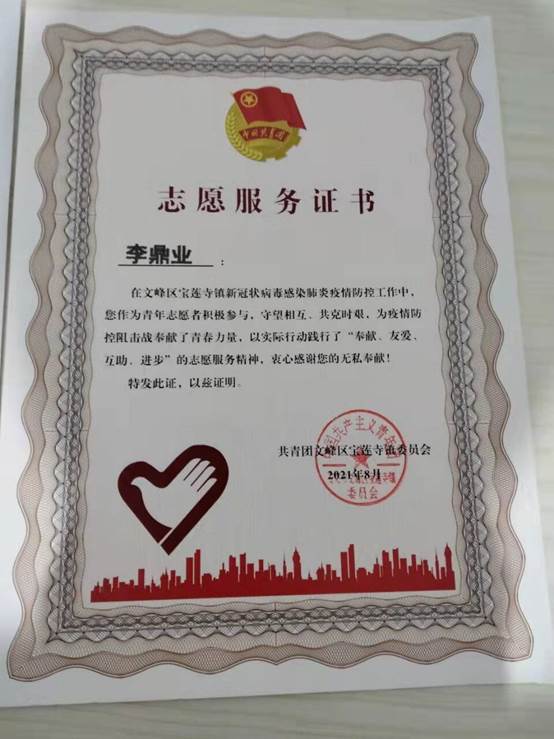 中国共青团
志愿服务证书
李鼎业：
在文峰区宝莲寺镇新冠状病毒感染肺炎疫情防控工作中，
您作为青年志愿者积极参与，守望相互、共克时艰，为疫情防
控阻击战奉献了青春力量，以实际行动践行了“奉献、友爱、
互助、进步”的志愿服务精神，衷心感谢您的无私奉献！
特发此证，以兹证明。
共青团文峰区宝莲寺镇委员会
2021年8月
委员会